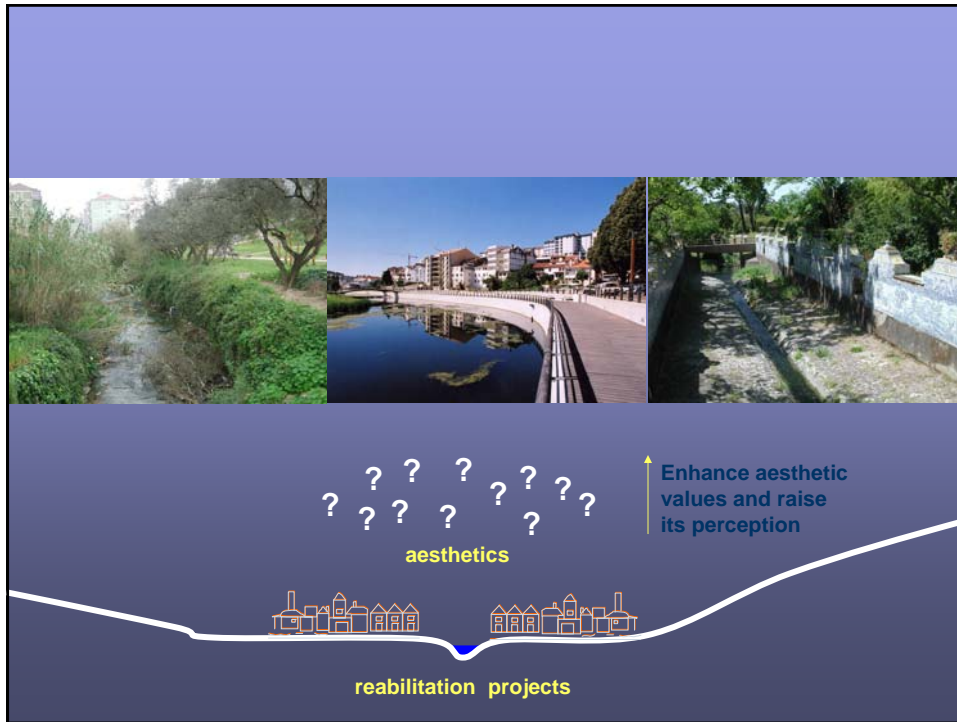 ? ? ? ? ? ? ?
? ? ? ? ?
Enhance aesthetic
values and raise
its perception
aesthetics
reabilitation projects